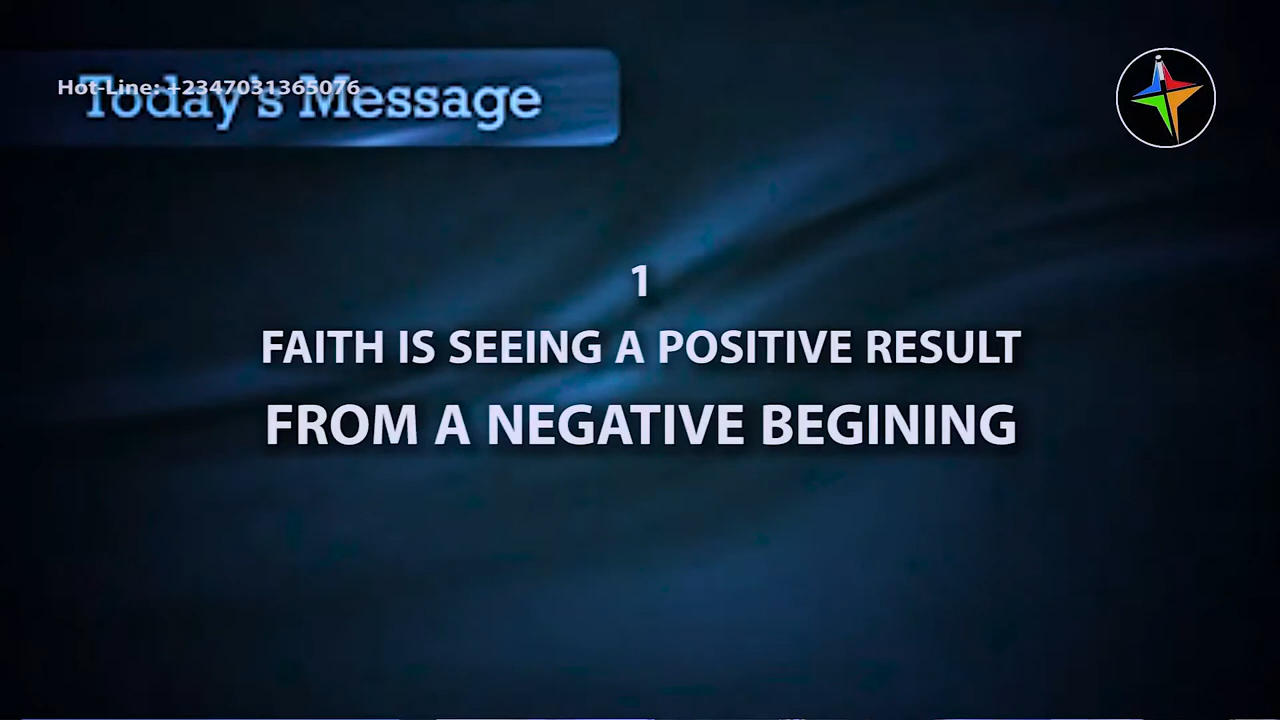 Hot-Line: +2347031365076
Today's Message
1
FAITH IS SEEING A POSITIVE RESULT
FROM A NEGATIVE BEGINING